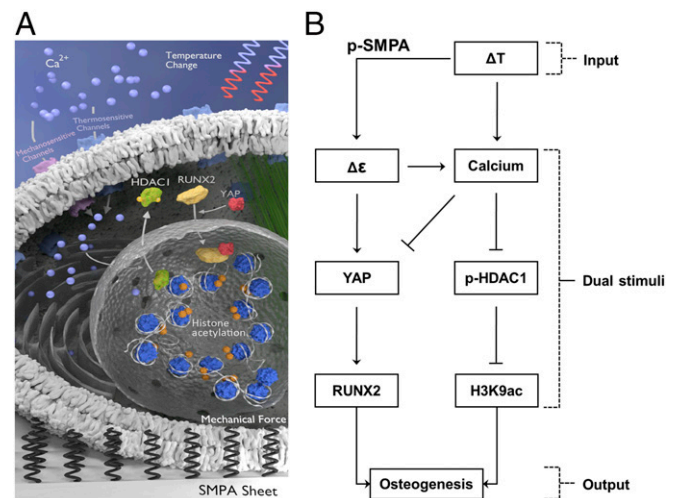 A
Ca2+
Temperature
Change
Thermosensitive
Channels
Mechanosensitive
Channels
HDAC1
RUNX2
YAP
Histone
acetylation
Mechanical Force
SMPA Sheet
B
p-SMPA
ΔT
Input
Δε
Calcium
YAP
p-HDAC1
Dual stimuli
RUNX2
H3K9ac
Osteogenesis
Output